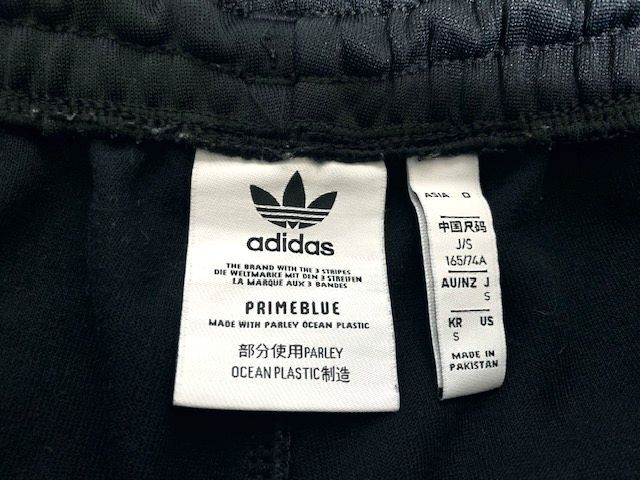 adidas
THE BRAND WITH THE 3 STRIPES
DIE WELTMARKE MIT DEN 3 STREIFEN
LA MARQUE AUX 3 BANDES
PRIMEBLUE
MADE WITH PARLEY OCEAN PLASTIC
部分使用PARLEY
OCEAN PLASTIC制造
ASIA O
中国尺码
J/S
165/74A
AU/NZ J
S
KR US
S
MADE IN
PAKISTAN